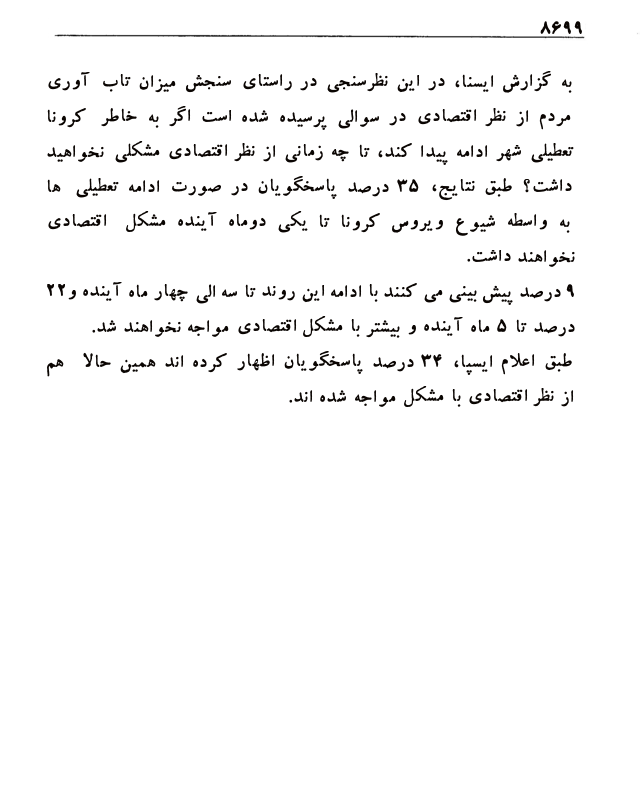 ۸۶۹۹
به گزارش ایسنا، در این نظرسنجی در راستای سنجش میزان تاب آوری
مردم از نظر اقتصادی در سوالی پرسیده شده است اگر به خاطر کرونا
تعطیلی شهر ادامه پیدا کند، تا چه زمانی از نظر اقتصادی مشکلی نخواهید
داشت؟ طبق نتایج، ۳۵ درصد پاسخگویان در صورت ادامه تعطیلی ها
به واسطه شیوع ویروس کرونا تا یکی دوماه آینده مشکل اقتصادی
نخواهند داشت.
۹ درصد پیش بینی می کنند با ادامه این روند تا سه الی چهار ماه آینده و۲۲
درصد تا ۵ ماه آینده و بیشتر با مشکل اقتصادی مواجه نخواهند شد.
طبق اعلام ایسپا، ۳۴ درصد پاسخگویان اظهار کرده اند همین حالا هم
از نظر اقتصادی با مشکل مواجه شده اند.